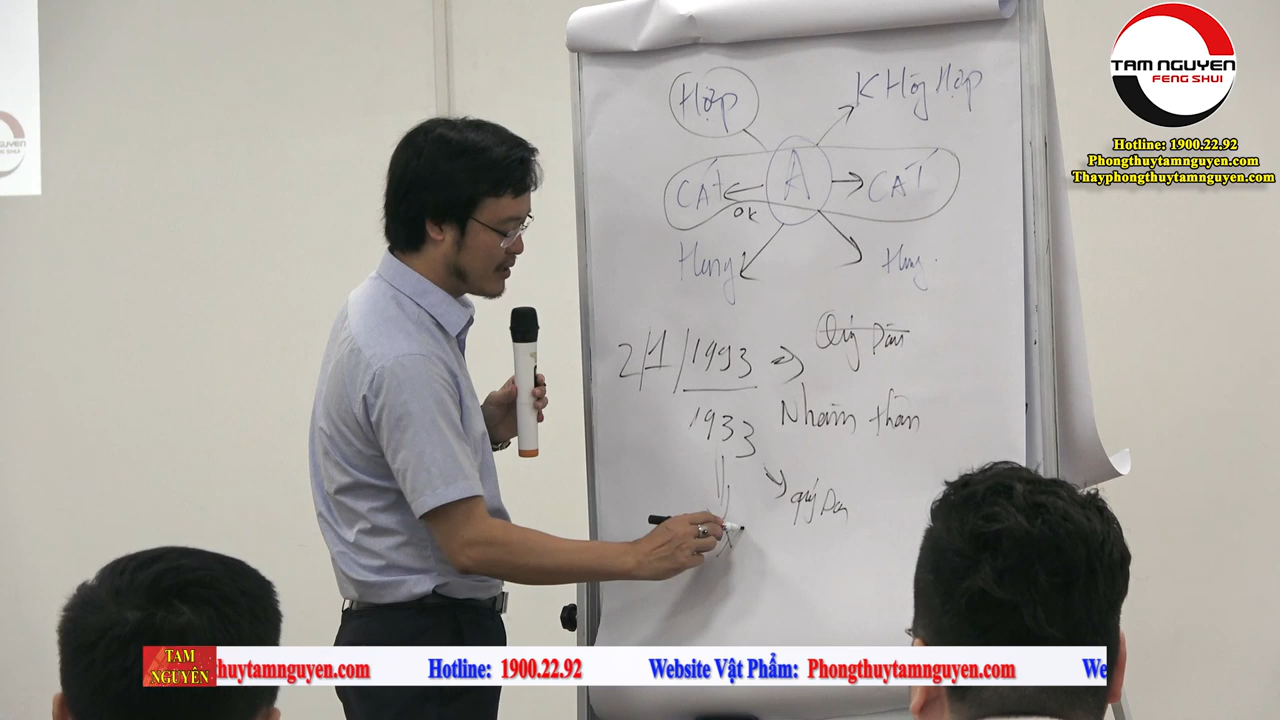 TAM NGUYEN
FENG SHUI
Hotline: 1900.22.92
Phongthuytamnguyen.com
Thayphongthuytamnguyen.com
NGUYEN
SHUI
Hợp
K Hợp
A
CÁT
CÁT
OK
Hung
Hung
2/1/1993
Quý Dậu
1933
Nhâm thân
quý Dậu
TAM NGUYÊN
huytamnguyen.com Hotline: 1900.22.92 Website Vật Phẩm: Phongthuytamnguyen.com We